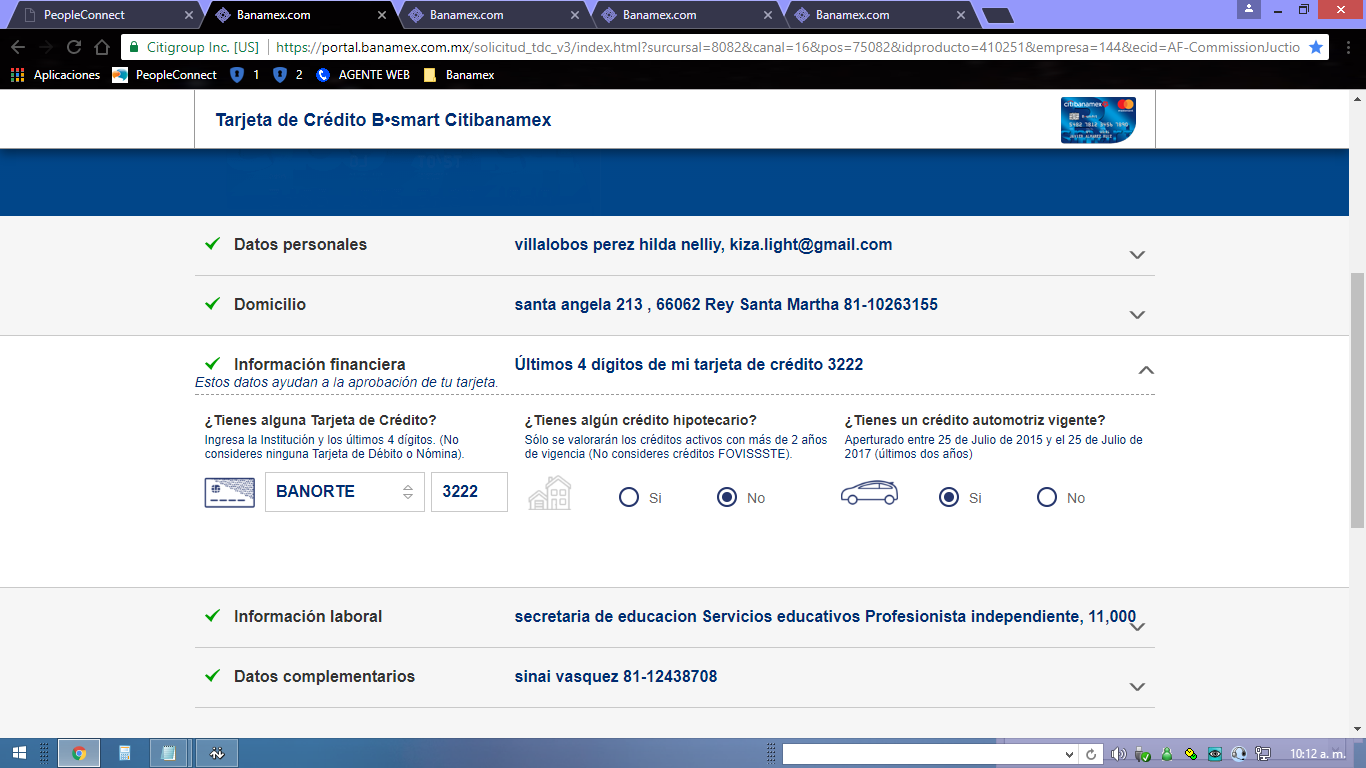 PeopleConnect
Banamex.com
Banamex.com
Banamex.com
Banamex.com
Citigroup Inc. [US] https://portal.banamex.com.mx/solicitud_tdc_v3/index.html?sursursal=8082&canal=16&pos=75082&idproducto=410251&empresa=144&ecid=AF-CommissionJuctio
Aplicaciones PeopleConnect 1 2 AGENTE WEB Banamex
Tarjeta de Crédito B•smart Citibanamex
citibanamex
Datos personales villalobos perez hilda nelliy, kiza.light@gmail.com
Domicilio santa angela 213 , 66062 Rey Santa Martha 81-10263155
Información financiera Últimos 4 dígitos de mi tarjeta de crédito 3222
Estos datos ayudan a la aprobación de tu tarjeta.
¿Tienes alguna Tarjeta de Crédito?
Ingresa la Institución y los últimos 4 dígitos. (No
consideres ninguna Tarjeta de Débito o Nómina).
BANORTE 3222
¿Tienes algún crédito hipotecario?
Sólo se valorarán los créditos activos con más de 2 años
de vigencia (No consideres créditos FOVISSSTE).
Si No
¿Tienes un crédito automotriz vigente?
Aperturado entre 25 de Julio de 2015 y el 25 de Julio de
2017 (últimos dos años)
Si No
Información laboral secretaria de educacion Servicios educativos Profesionista independiente, 11,000
Datos complementarios sinai vasquez 81-12438708
10:12 a. m.